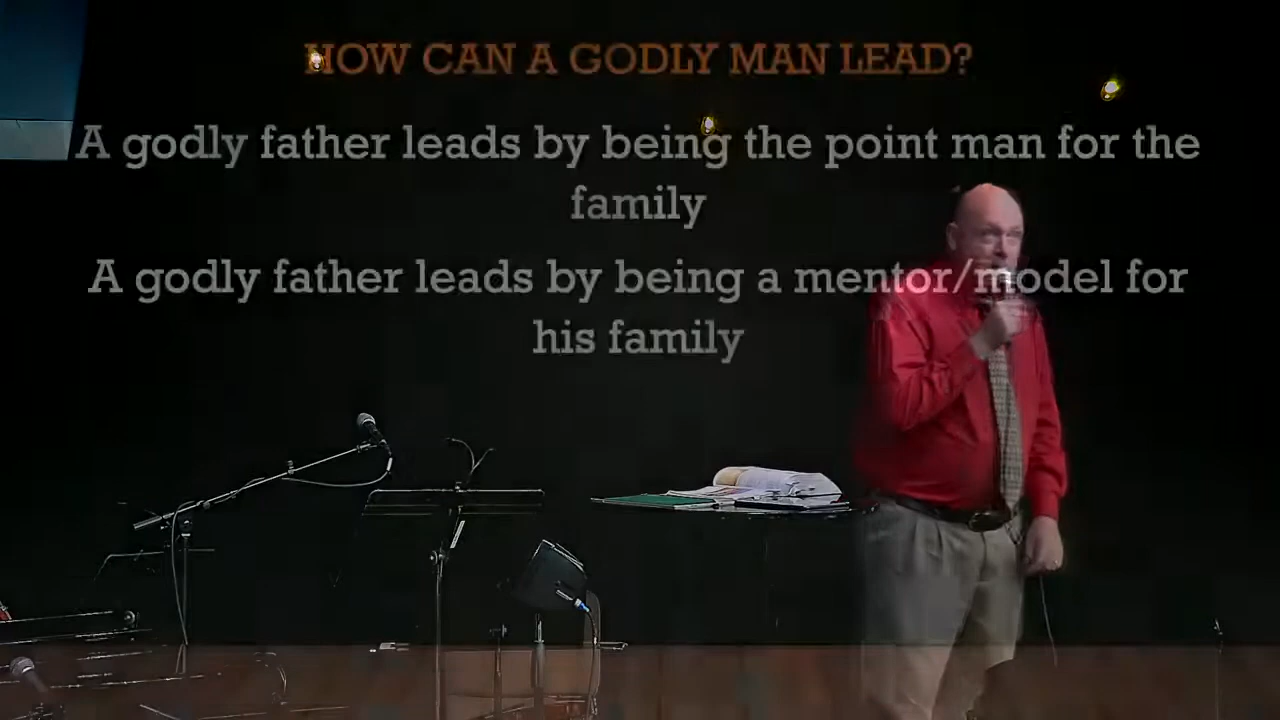 HOW CAN A GODLY MAN LEAD?
A godly father leads by being the point man for the
family
A godly father leads by being a mentor/model for
his family